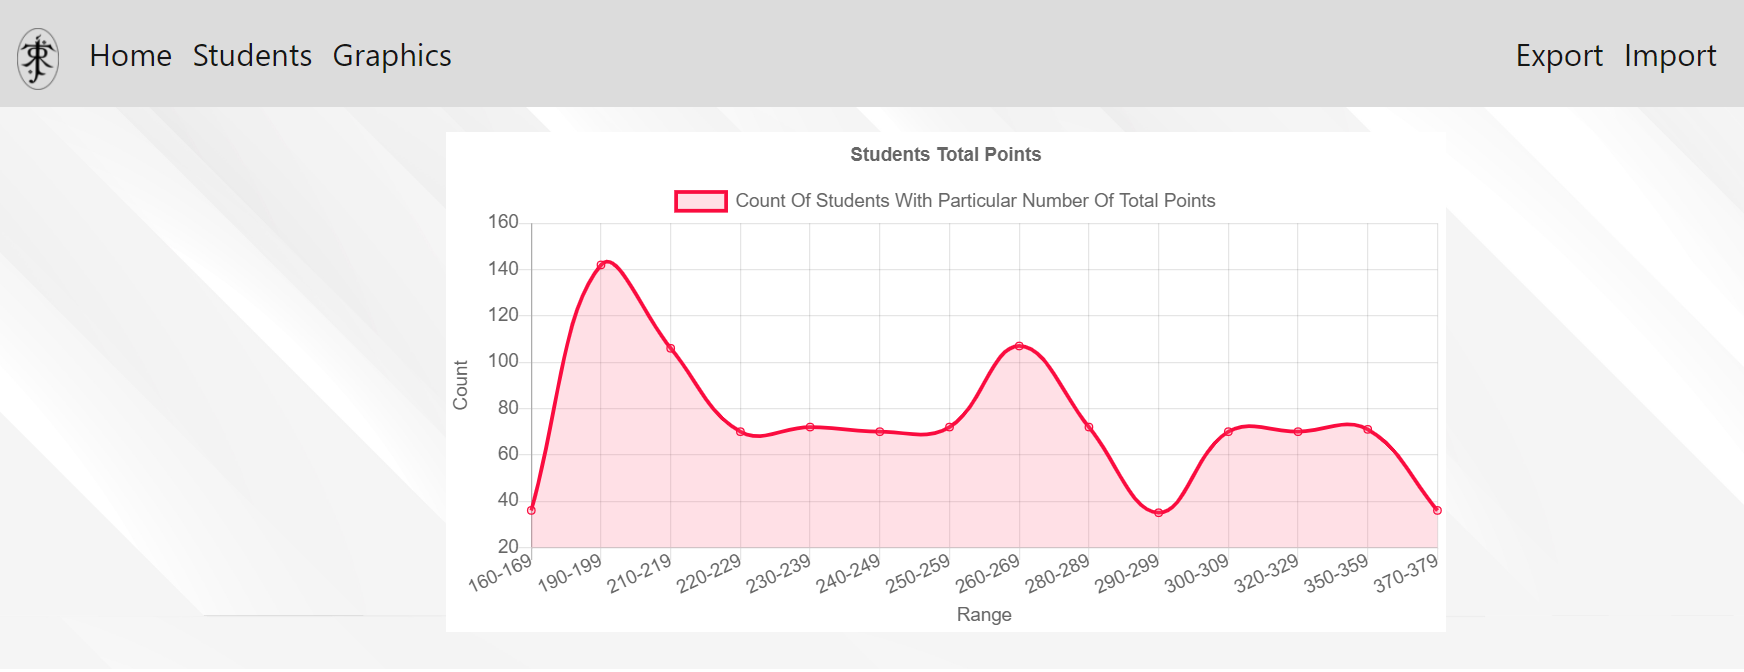 Home Students Graphics Export Import
Students Total Points
Count Of Students With Particular Number Of Total Points
160
140
120
100
80
60
40
20
Count
160-169 190-199 210-219 220-229 230-239 240-249 250-259 260-269 280-289 290-299 300-309 320-329 350-359 370-379
Range